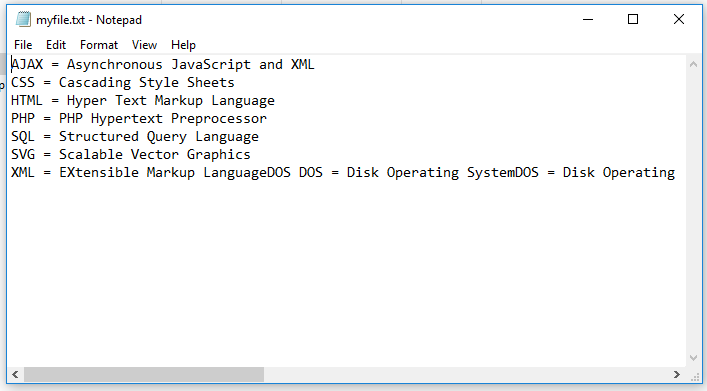 myfile.txt - Notepad
File Edit Format View Help
AJAX = Asynchronous JavaScript and XML
CSS = Cascading Style Sheets
HTML = Hyper Text Markup Language
PHP = PHP Hypertext Preprocessor
SQL = Structured Query Language
SVG = Scalable Vector Graphics
XML = EXtensible Markup LanguageDOS DOS = Disk Operating SystemDOS = Disk Operating